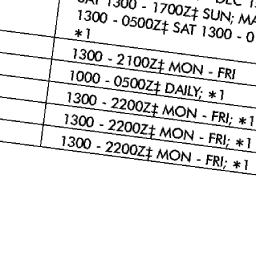 SAT 1300 - 1700Z‡ SUN;
1300 - 0500Z‡ SAT 1300 - 0
*1
1300 - 2100Z‡ MON - FRI
1000 - 0500Z‡ DAILY; *1
1300 - 2200Z‡ MON - FRI; *1
1300 - 2200Z‡ MON - FRI; *1
1300 - 2200Z‡ MON - FRI; *1